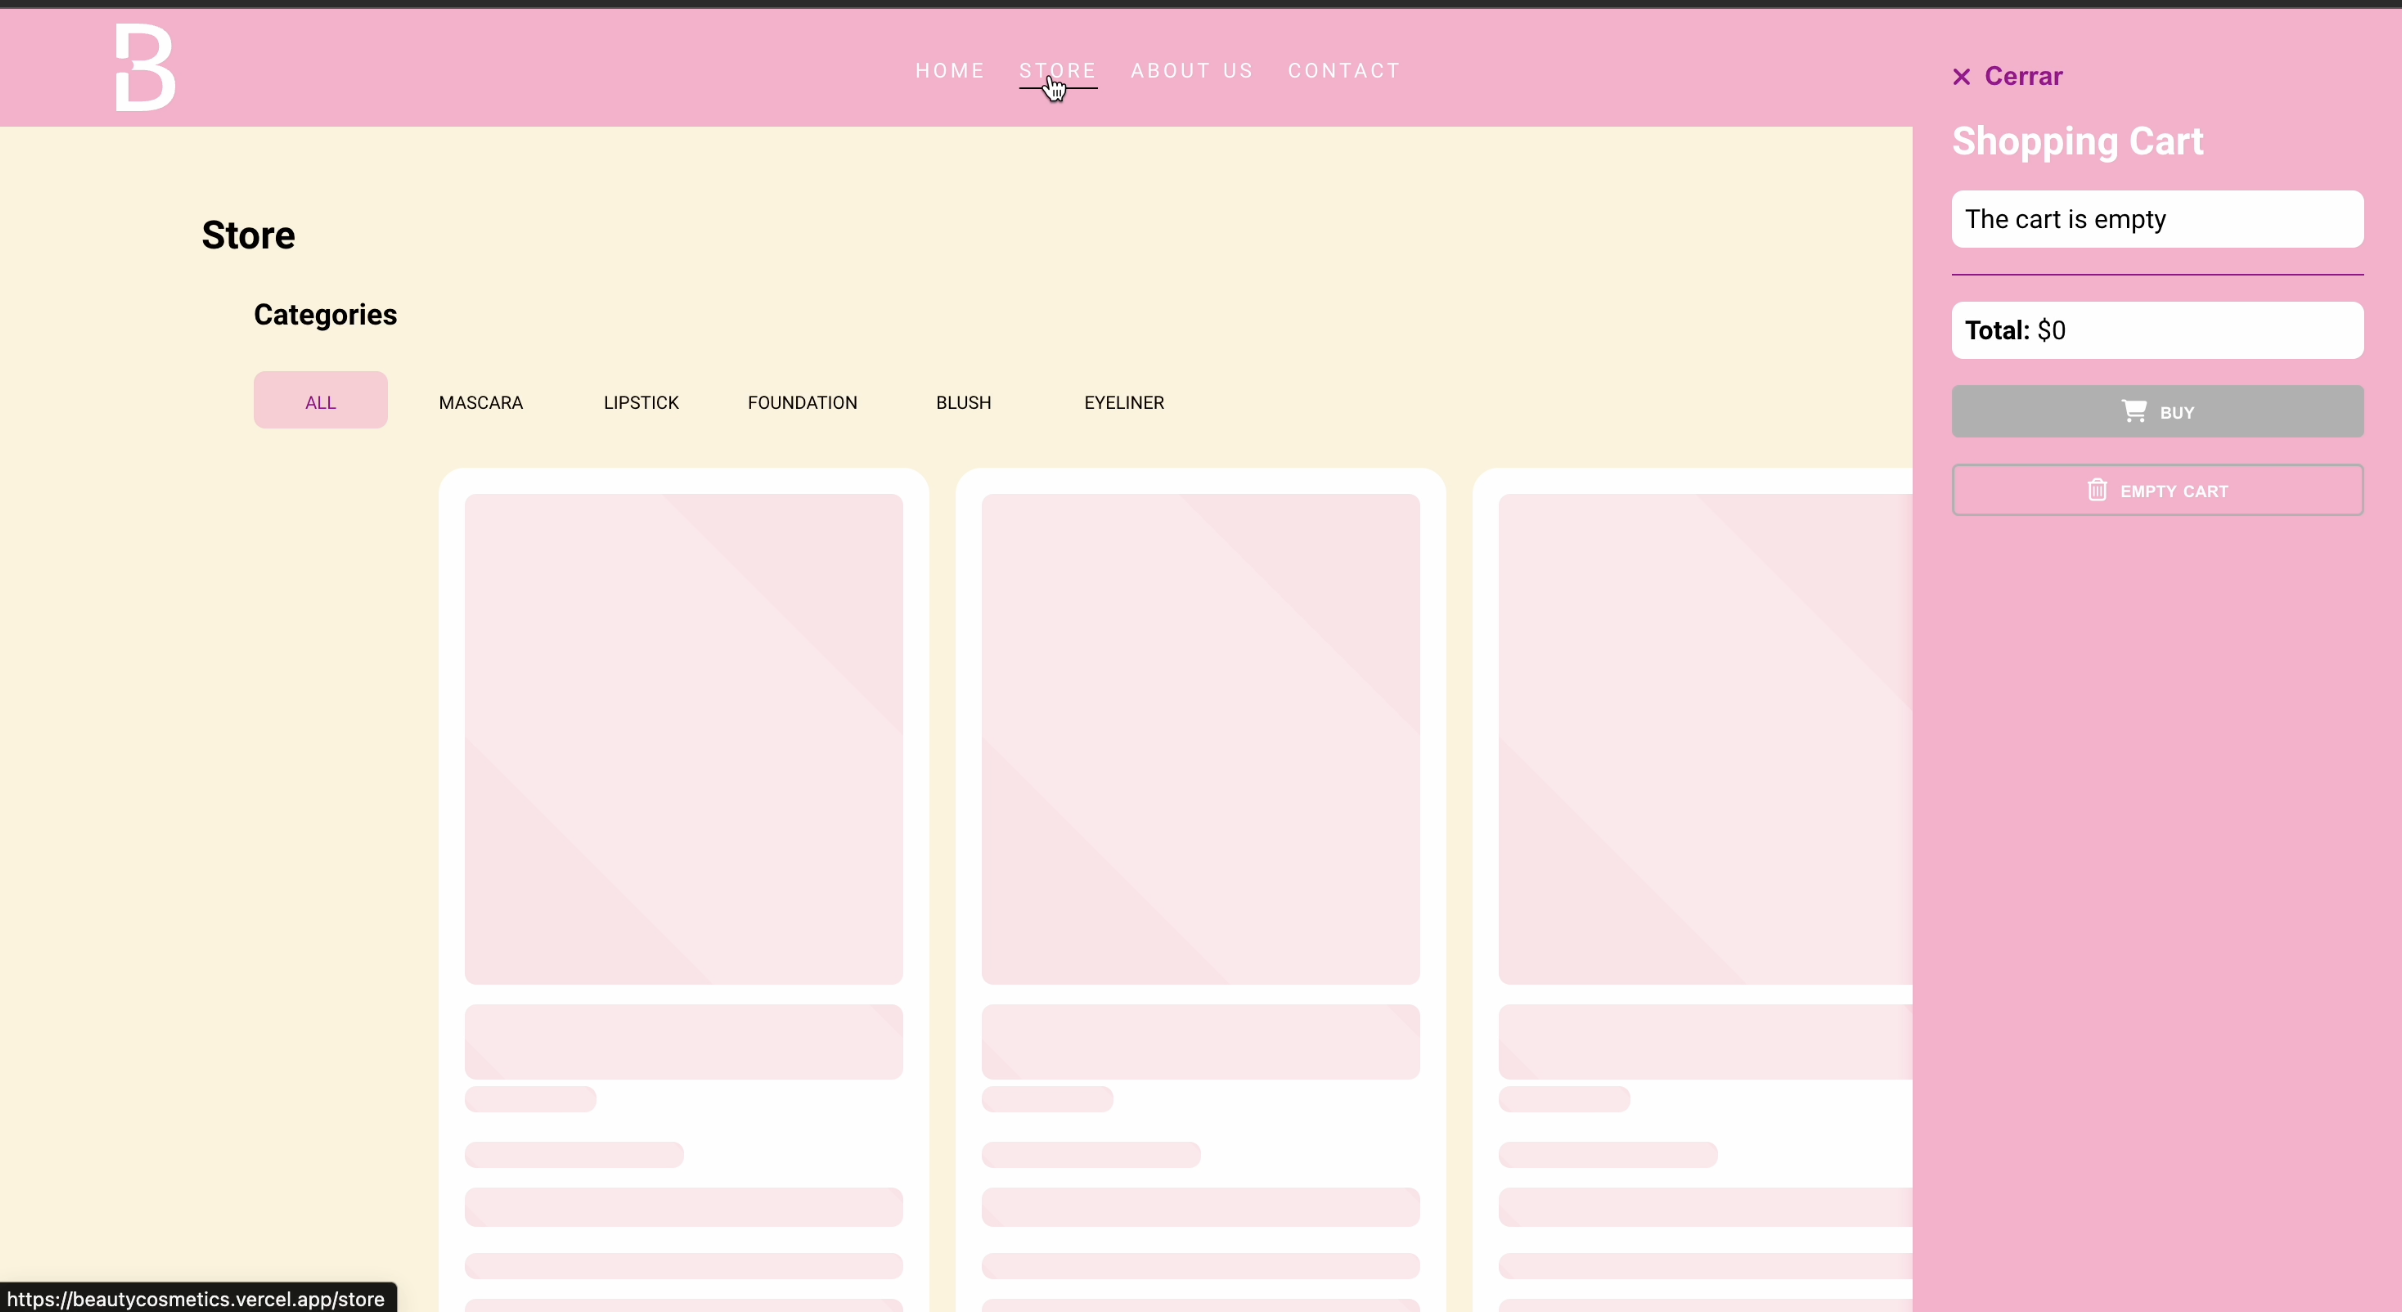 B
HOME STORE ABOUT US CONTACT
Cerrar
Shopping Cart
The cart is empty
Total: $0
BUY
EMPTY CART
Store
Categories
ALL MASCARA LIPSTICK FOUNDATION BLUSH EYELINER
https://beautycosmetics.vercel.app/store